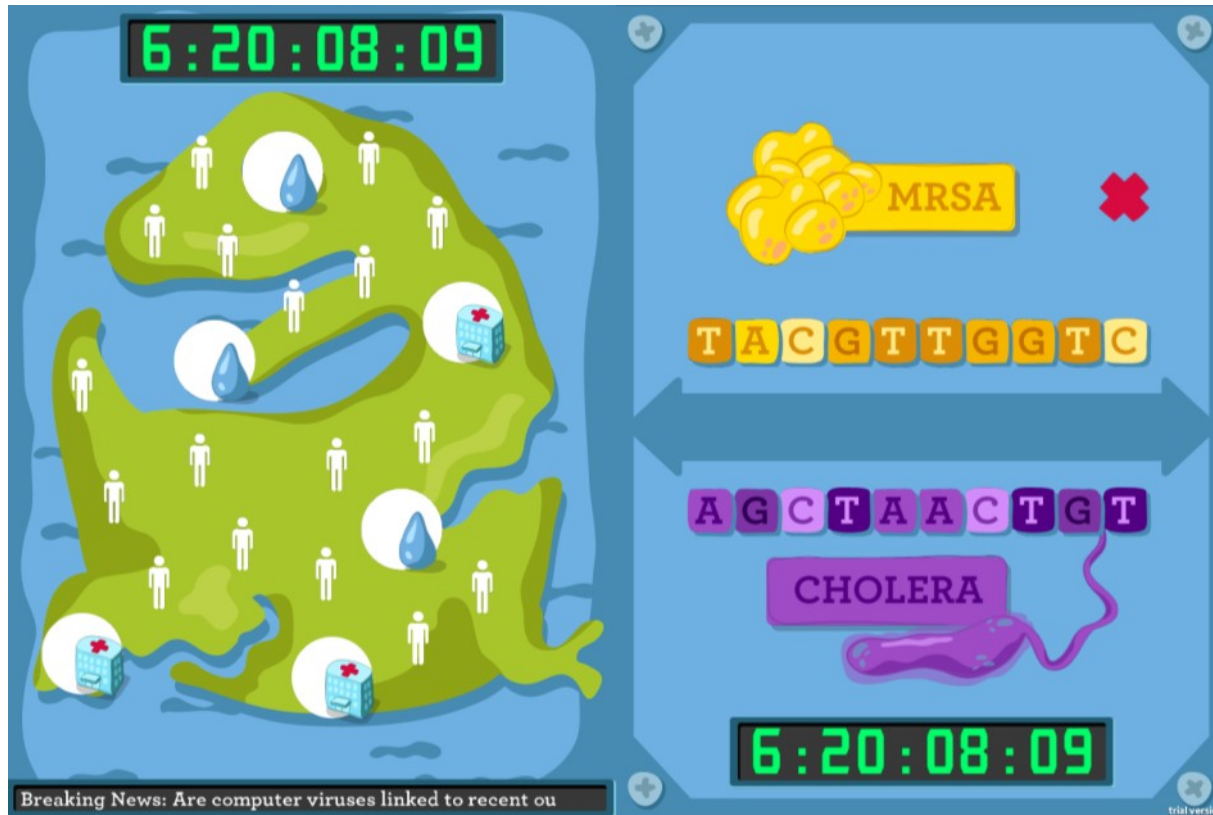 6:20:08:09
Breaking News: Are computer viruses linked to recent ou
MRSA
TACGTTGGTC
AGCTAACTGT
CHOLERA
6:20:08:09
trial versi